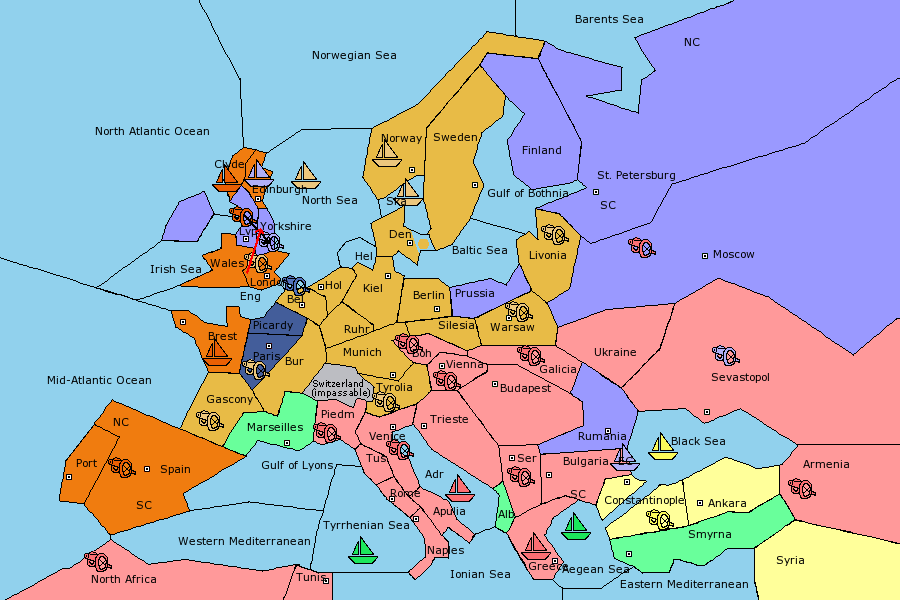 Barents Sea
NC
Norwegian Sea
North Atlantic Ocean
Norway
Sweden
Finland
Clyde
St. Petersburg
Edinburgh
North Sea
Ska
Gulf of Bothnia
SC
Yorkshire
Lvp
Den
Baltic Sea
Livonia
Moscow
Irish Sea
Wales
Hel
London
Eng
Bel
Hol
Kiel
Berlin
Prussia
Picardy
Ruhr
Silesia
Warsaw
Brest
Paris
Bur
Munich
Boh
Vienna
Galicia
Ukraine
Sevastopol
Mid-Atlantic Ocean
Switzerland
(impassable)
Tyrolia
Budapest
Gascony
Marseilles
Piedm
Trieste
NC
Venice
Rumania
Black Sea
Port
Spain
Gulf of Lyons
Tus
Adr
Ser
Bulgaria
EC
Armenia
SC
Rome
Apulia
Alb
SC
Constantinople
Ankara
Tyrrhenian Sea
Western Mediterranean
Naples
Smyrna
North Africa
Tunis
Ionian Sea
Greece
Aegean Sea
Eastern Mediterranean
Syria